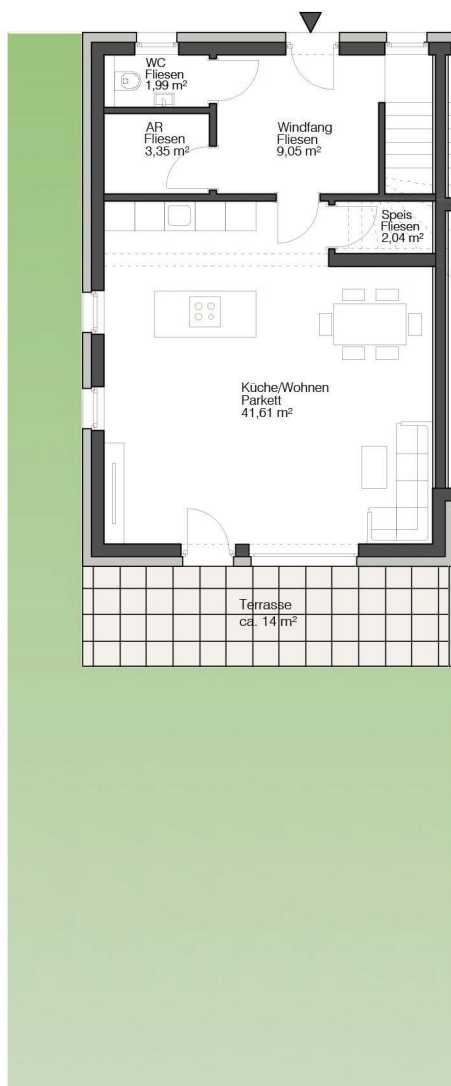 WC
Fliesen
1,99 m²
AR
Fliesen
3,35 m²
Windfang
Fliesen
9,05 m²
Speis
Fliesen
2,04 m²
Küche/Wohnen
Parkett
41,61 m²
Terrasse
ca. 14 m²